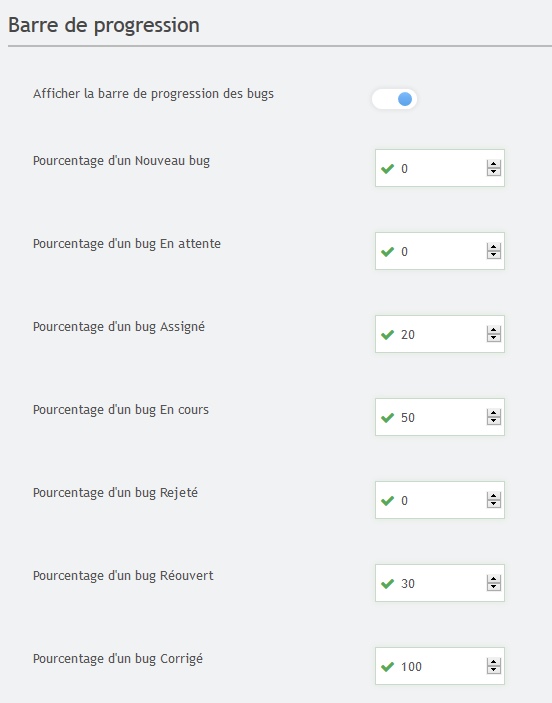 Barre de progression
Afficher la barre de progression des bugs
Pourcentage d'un Nouveau bug
0
Pourcentage d'un bug En attente
0
Pourcentage d'un bug Assigné
20
Pourcentage d'un bug En cours
50
Pourcentage d'un bug Rejeté
0
Pourcentage d'un bug Réouvert
30
Pourcentage d'un bug Corrigé
100